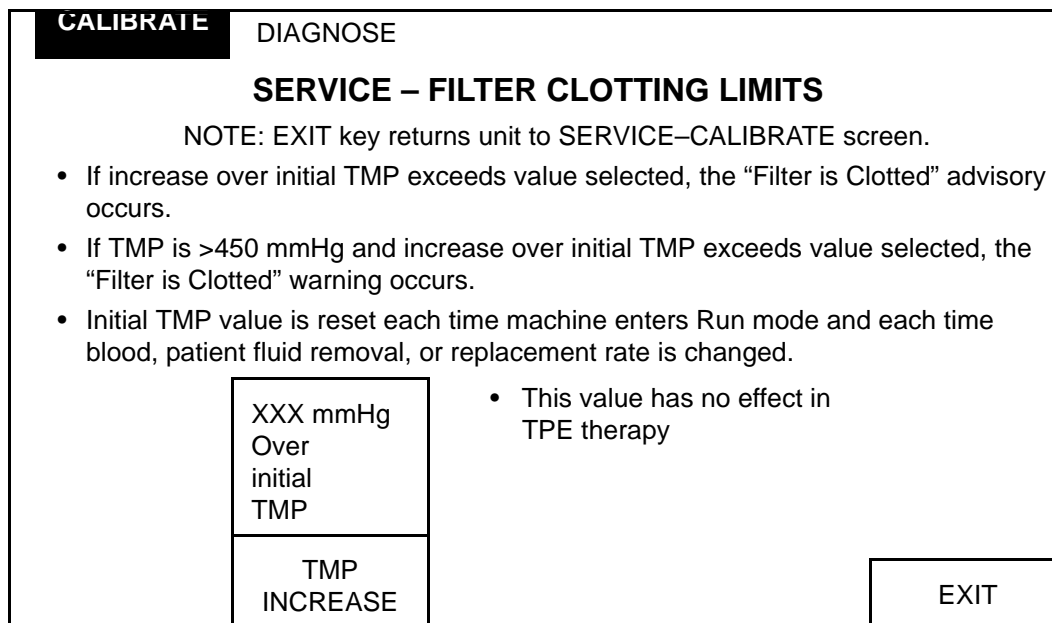 CALIBRATE
DIAGNOSE
SERVICE – FILTER CLOTTING LIMITS
NOTE: EXIT key returns unit to SERVICE–CALIBRATE screen.
• If increase over initial TMP exceeds value selected, the “Filter is Clotted” advisory
occurs.
• If TMP is >450 mmHg and increase over initial TMP exceeds value selected, the
“Filter is Clotted” warning occurs.
• Initial TMP value is reset each time machine enters Run mode and each time
blood, patient fluid removal, or replacement rate is changed.
XXX mmHg
Over
initial
TMP
• This value has no effect in
TPE therapy
TMP
INCREASE
EXIT